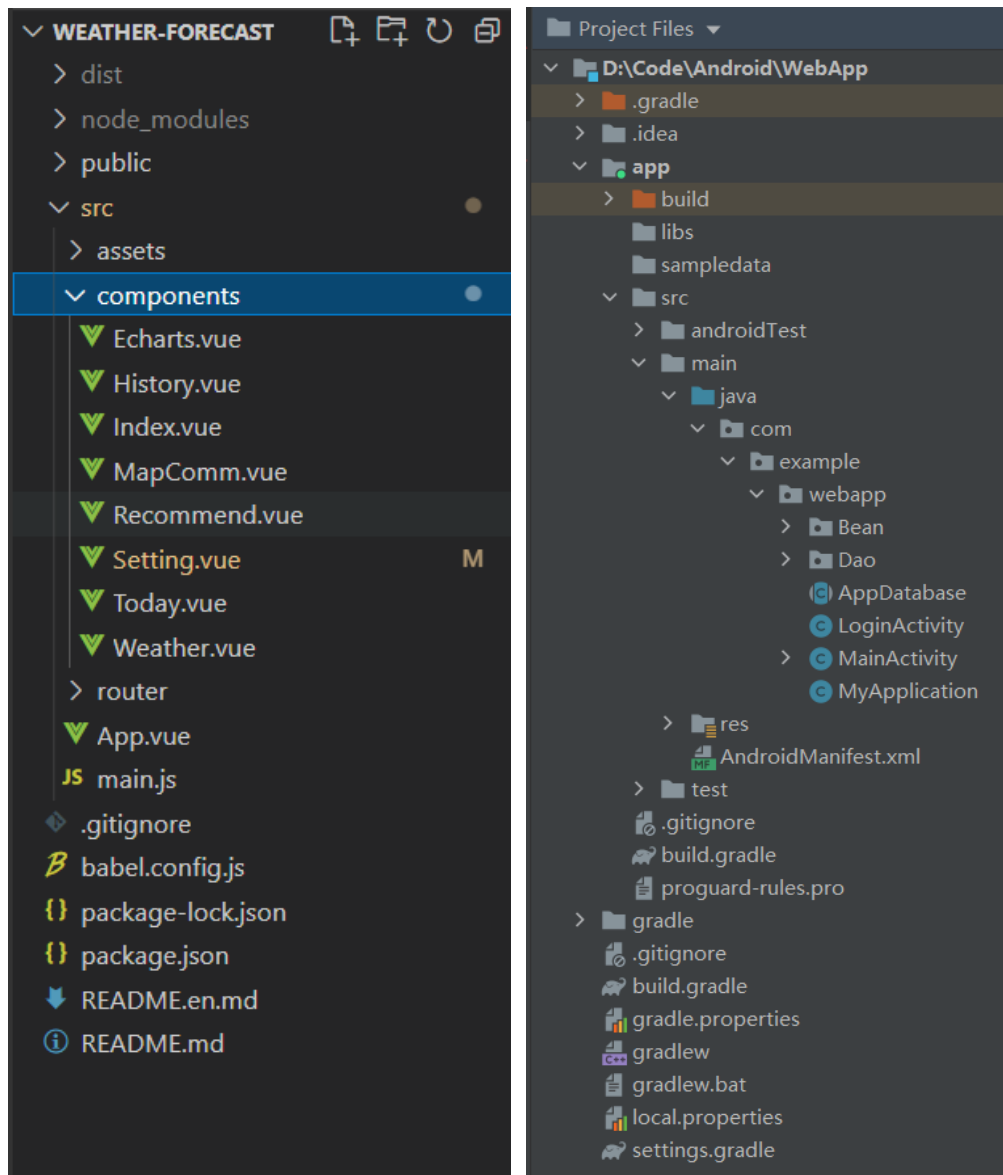 WEATHER-FORECAST
dist
node_modules
public
src
assets
components
Echarts.vue
History.vue
Index.vue
MapComm.vue
Recommend.vue
Setting.vue M
Today.vue
Weather.vue
router
App.vue
JS main.js
.gitignore
babel.config.js
{} package-lock.json
{} package.json
README.en.md
README.md
Project Files
D:\Code\Android\WebApp
.gradle
.idea
app
build
libs
sampledata
src
androidTest
main
java
com
example
webapp
Bean
Dao
AppDatabase
LoginActivity
MainActivity
MyApplication
res
MF AndroidManifest.xml
test
.gitignore
build.gradle
proguard-rules.pro
gradle
.gitignore
build.gradle
gradle.properties
C++ gradlew
gradlew.bat
local.properties
settings.gradle